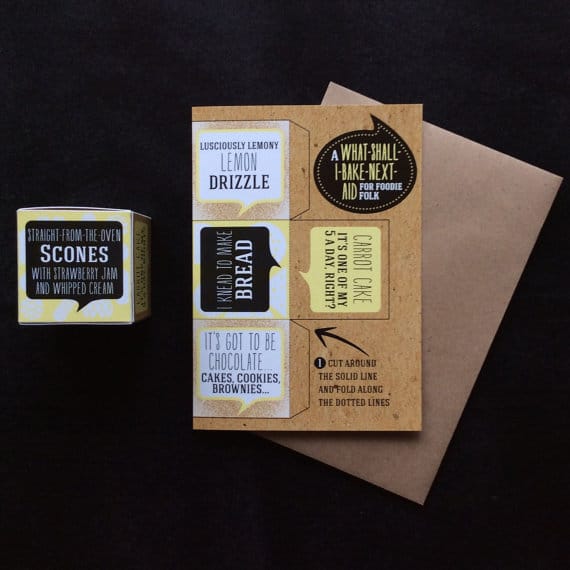 STRAIGHT-FROM-THE-OVEN
SCONES
WITH STRAWBERRY JAM
AND WHIPPED CREAM
LUSCIOUSLY LEMONY
LEMON
DRIZZLE
A WHAT-SHALL-
I-BAKE-NEXT-
AID FOR FOODIE
FOLK
I KNEAD TO MAKE
BREAD
CARROT CAKE
IT'S ONE OF MY
5 A DAY, RIGHT?
IT'S GOT TO BE
CHOCOLATE...
CAKES, COOKIES,
BROWNIES...
1 CUT AROUND
THE SOLID LINE
AND FOLD ALONG
THE DOTTED LINES